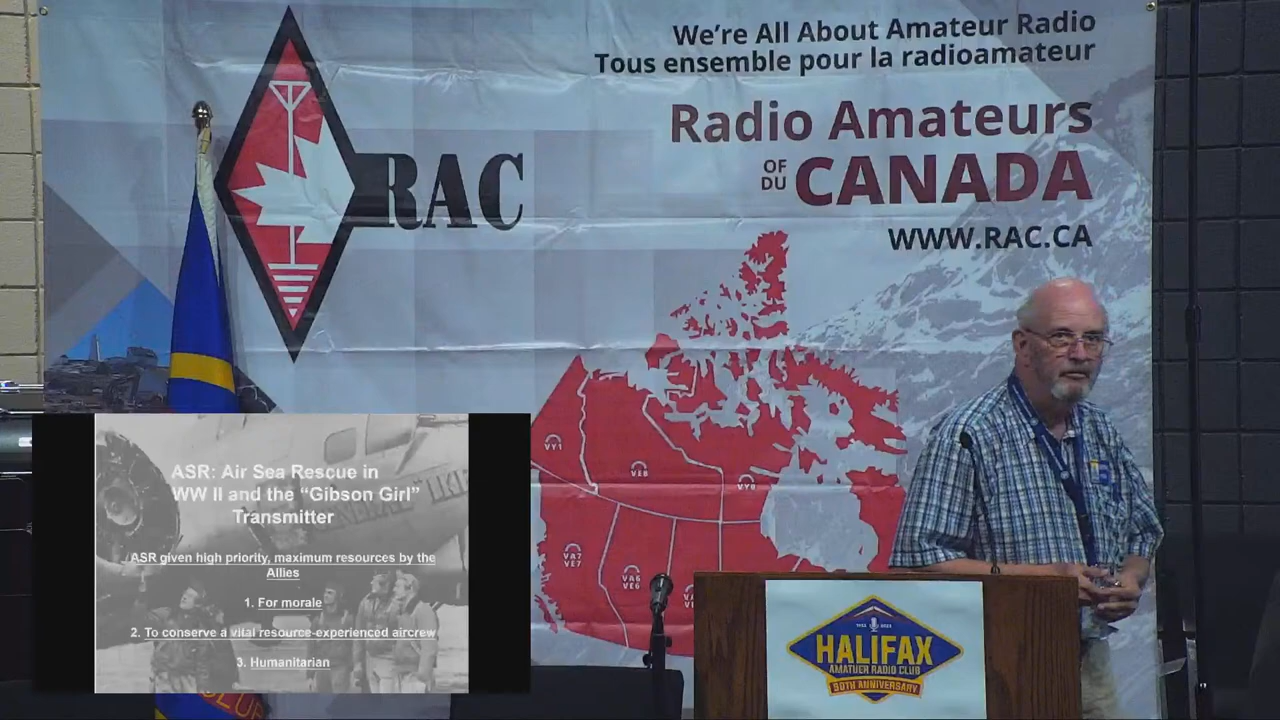 We're All About Amateur Radio
Tous ensemble pour la radioamateur
Radio Amateurs
OF
DU
CANADA
WWW.RAC.CA
RAC
VY1
VE8
VY0
VA7
VE7
VA6
VE6
ASR: Air Sea Rescue in
WW II and the “Gibson Girl”
Transmitter
ASR given high priority, maximum resources by the
Allies
1. For morale
2. To conserve a vital resource-experienced aircrew
3. Humanitarian
HALIFAX
AMATUER RADIO CLUB
90TH ANNIVERSARY